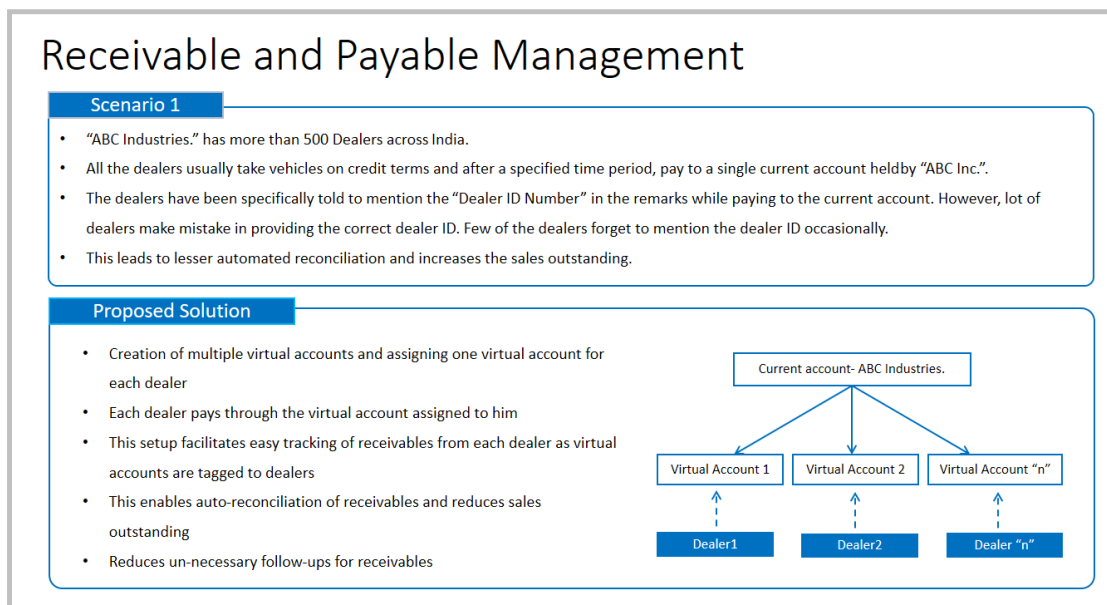 Receivable and Payable Management
Scenario 1
• “ABC Industries.” has more than 500 Dealers across India.
• All the dealers usually take vehicles on credit terms and after a specified time period, pay to a single current account heldby “ABC Inc.”.
• The dealers have been specifically told to mention the “Dealer ID Number” in the remarks while paying to the current account. However, lot of
dealers make mistake in providing the correct dealer ID. Few of the dealers forget to mention the dealer ID occasionally.
• This leads to lesser automated reconciliation and increases the sales outstanding.
Proposed Solution
• Creation of multiple virtual accounts and assigning one virtual account for
each dealer
• Each dealer pays through the virtual account assigned to him
• This setup facilitates easy tracking of receivables from each dealer as virtual
accounts are tagged to dealers
• This enables auto-reconciliation of receivables and reduces sales
outstanding
• Reduces un-necessary follow-ups for receivables
Current account- ABC Industries.
Virtual Account 1
Virtual Account 2
Virtual Account “n”
Dealer1
Dealer2
Dealer “n”